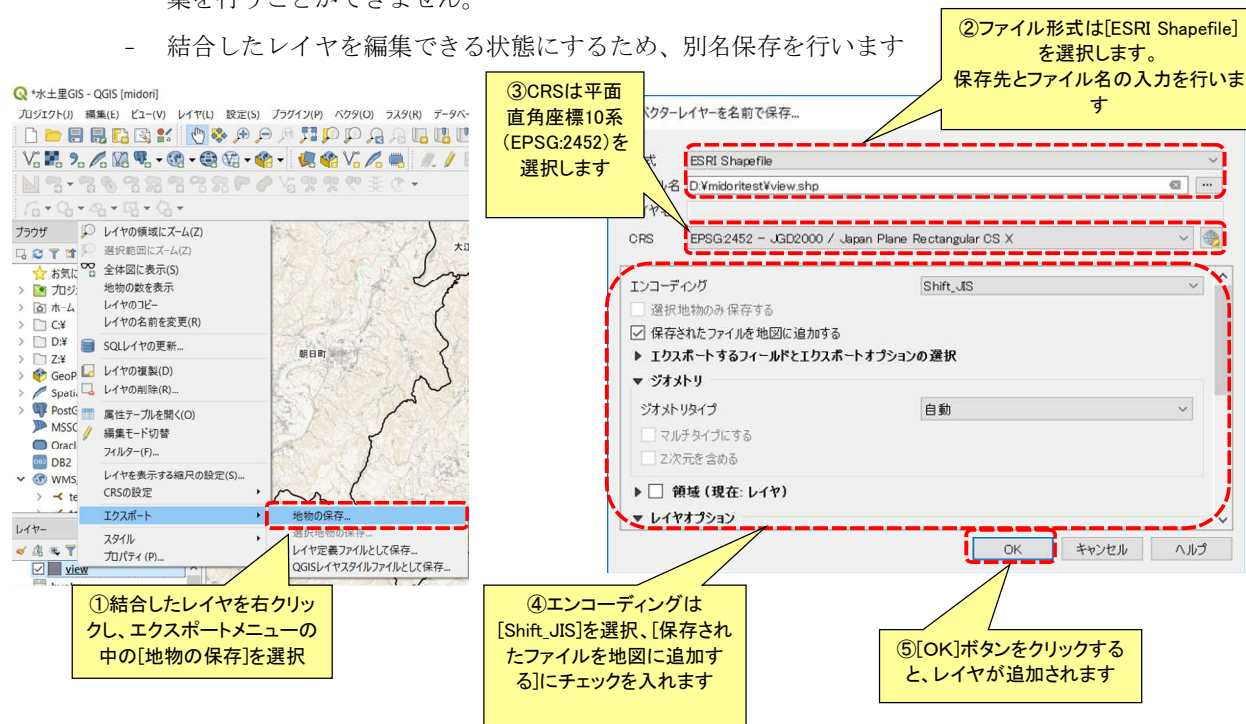 集を行うことができません。
- 結合したレイヤを編集できる状態にするため、別名保存を行います
②ファイル形式は[ESRI Shapefile]
を選択します。
保存先とファイル名の入力を行いま
す
③CRSは平面
直角座標10系
(EPSG:2452)を
選択します
*水土里GIS - QGIS [midori]
プロジェクト(J) 編集(E) ビュー(V) レイヤ(L) 設定(S) プラグイン(P) ベクタ(O) ラスタ(R) データベ
ブラウザ
お気に
プロジ
ホーム
C:¥
D:¥
Z:¥
GeoP
Spati
PostG
MSSC
Oracl
DB2
WMS
te
レイヤの領域にズーム(Z)
選択範囲にズーム(Z)
全体図に表示(S)
地物の数を表示
レイヤのコピー
レイヤの名前を変更(R)
SQLレイヤの更新...
レイヤの複製(D)
レイヤの削除(R)...
属性テーブルを開く(O)
編集モード切替
フィルター(F)...
レイヤを表示する縮尺の設定(S)...
CRSの設定
エクスポート
スタイル
プロパティ(P)...
地物の保存...
選択地物の保存...
レイヤ定義ファイルとして保存...
QGISレイヤスタイルファイルとして保存...
レイヤー
view
朝日町
大江
クターレイヤーを名前で保存...
式 ESRI Shapefile
ル名 D:¥midoritest¥view.shp
CRS EPSG:2452 - JGD2000 / Japan Plane Rectangular CS X
エンコーディング Shift_JIS
選択地物のみ保存する
保存されたファイルを地図に追加する
エクスポートするフィールドとエクスポートオプションの選択
ジオメトリ
ジオメトリタイプ 自動
マルチタイプにする
Z次元を含める
領域 (現在: レイヤ)
レイヤオプション
OK キャンセル ヘルプ
①結合したレイヤを右クリッ
クし、エクスポートメニューの
中の[地物の保存]を選択
④エンコーディングは
[Shift_JIS]を選択、[保存され
たファイルを地図に追加す
る]にチェックを入れます
⑤[OK]ボタンをクリックする
と、レイヤが追加されます